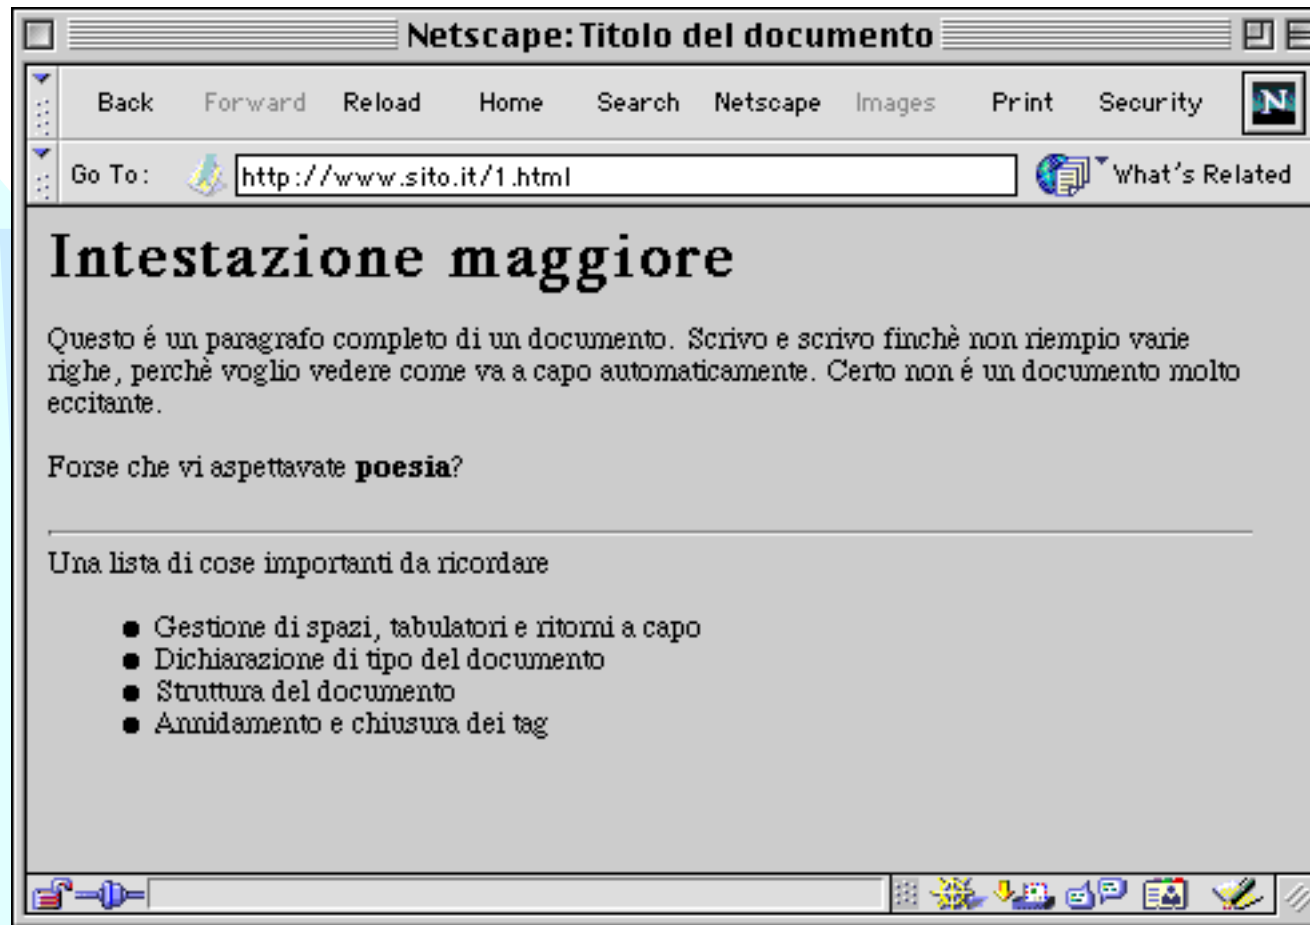 Netscape: Titolo del documento
Back Forward Reload Home Search Netscape Images Print Security N
Go To: http://www.sito.it/1.html What's Related
Intestazione maggiore
Questo é un paragrafo completo di un documento. Scrivo e scrivo finchè non riempio varie
righe, perchè voglio vedere come va a capo automaticamente. Certo non é un documento molto
eccitante.
Forse che vi aspettavate poesia?
Una lista di cose importanti da ricordare
Gestione di spazi, tabulatori e ritorni a capo
Dichiarazione di tipo del documento
Struttura del documento
Annidamento e chiusura dei tag